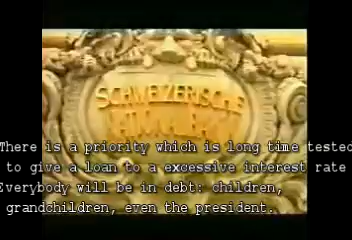 SCHWEIZERISCHE
NATIONALBANK
There is a priority which is long time tested
to give a loan to a excessive interest rate
Everybody will be in debt: children,
grandchildren, even the president.